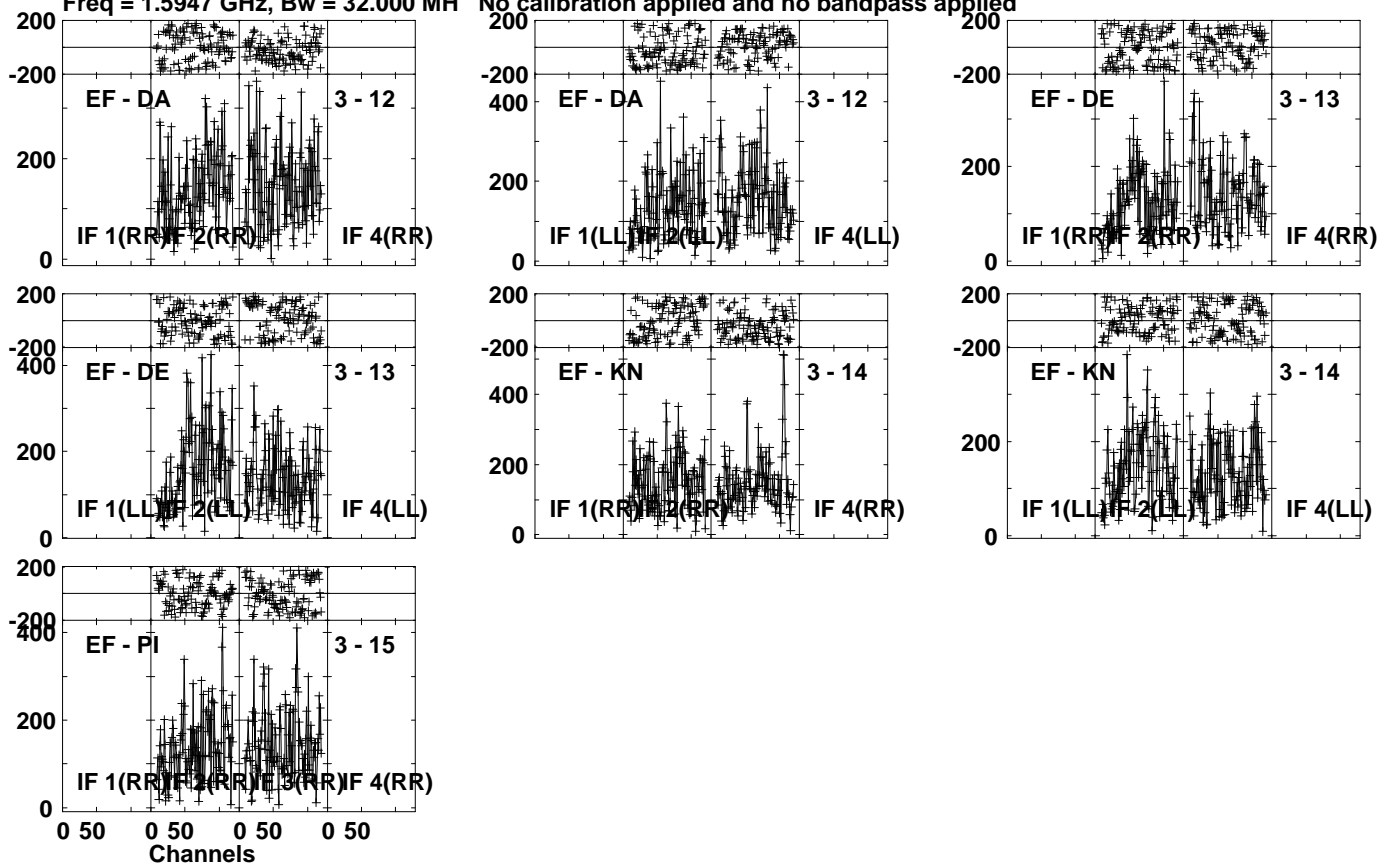 Freq = 1.5947 GHz, Bw = 32.000 MH No calibration applied and no bandpass applied
200
-200
EF - DA 3 - 12
200
0
IF 1(RR) IF 2(RR) IF 4(RR)
EF - DA 3 - 12
400
200
0
IF 1(LL) IF 2(LL) IF 4(LL)
200
-200
EF - DE 3 - 13
200
0
IF 1(RR) IF 2(RR) IF 4(RR)
200
-200
EF - DE 3 - 13
400
200
0
IF 1(LL) IF 2(LL) IF 4(LL)
200
-200
EF - KN 3 - 14
400
200
0
IF 1(RR) IF 2(RR) IF 4(RR)
200
-200
EF - KN 3 - 14
200
0
IF 1(LL) IF 2(LL) IF 4(LL)
200
-200
EF - PI 3 - 15
400
200
0
IF 1(RR) IF 2(RR) IF 3(RR) IF 4(RR)
0 50 0 50 0 50 0 50
Channels